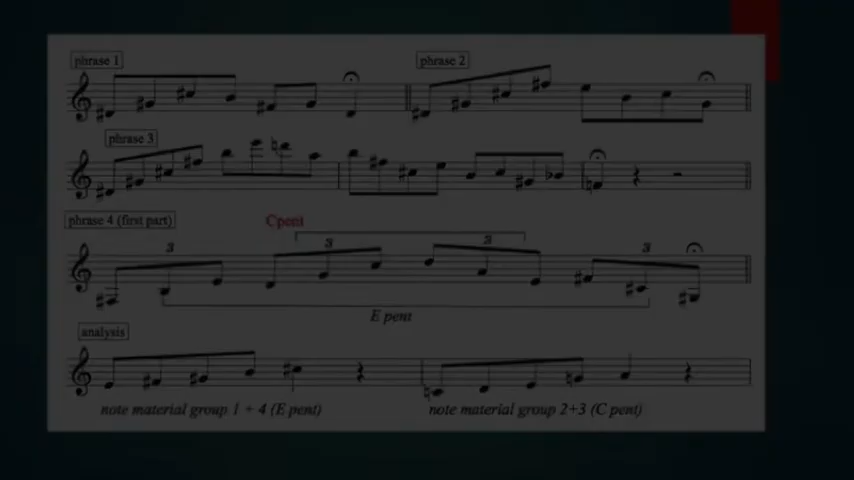 phrase 1 phrase 2
phrase 3
phrase 4 (first part) Cpent
3 3 3 3
E pent
analysis
note material group 1 + 4 (E pent) note material group 2+3 (C pent)